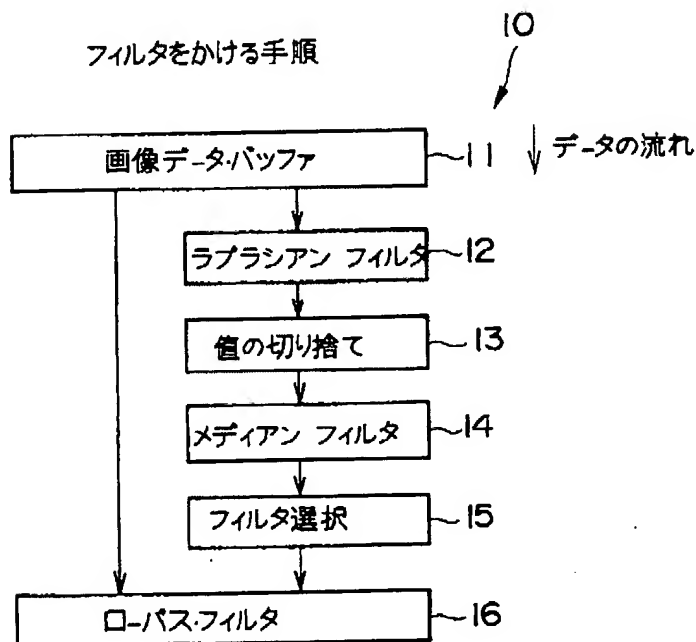 10
フィルタをかける手順
画像データ・バッファ
11
データの流れ
ラプラシアン フィルタ
12
値の切り捨て
13
メディアン フィルタ
14
フィルタ選択
15
ローパス・フィルタ
16